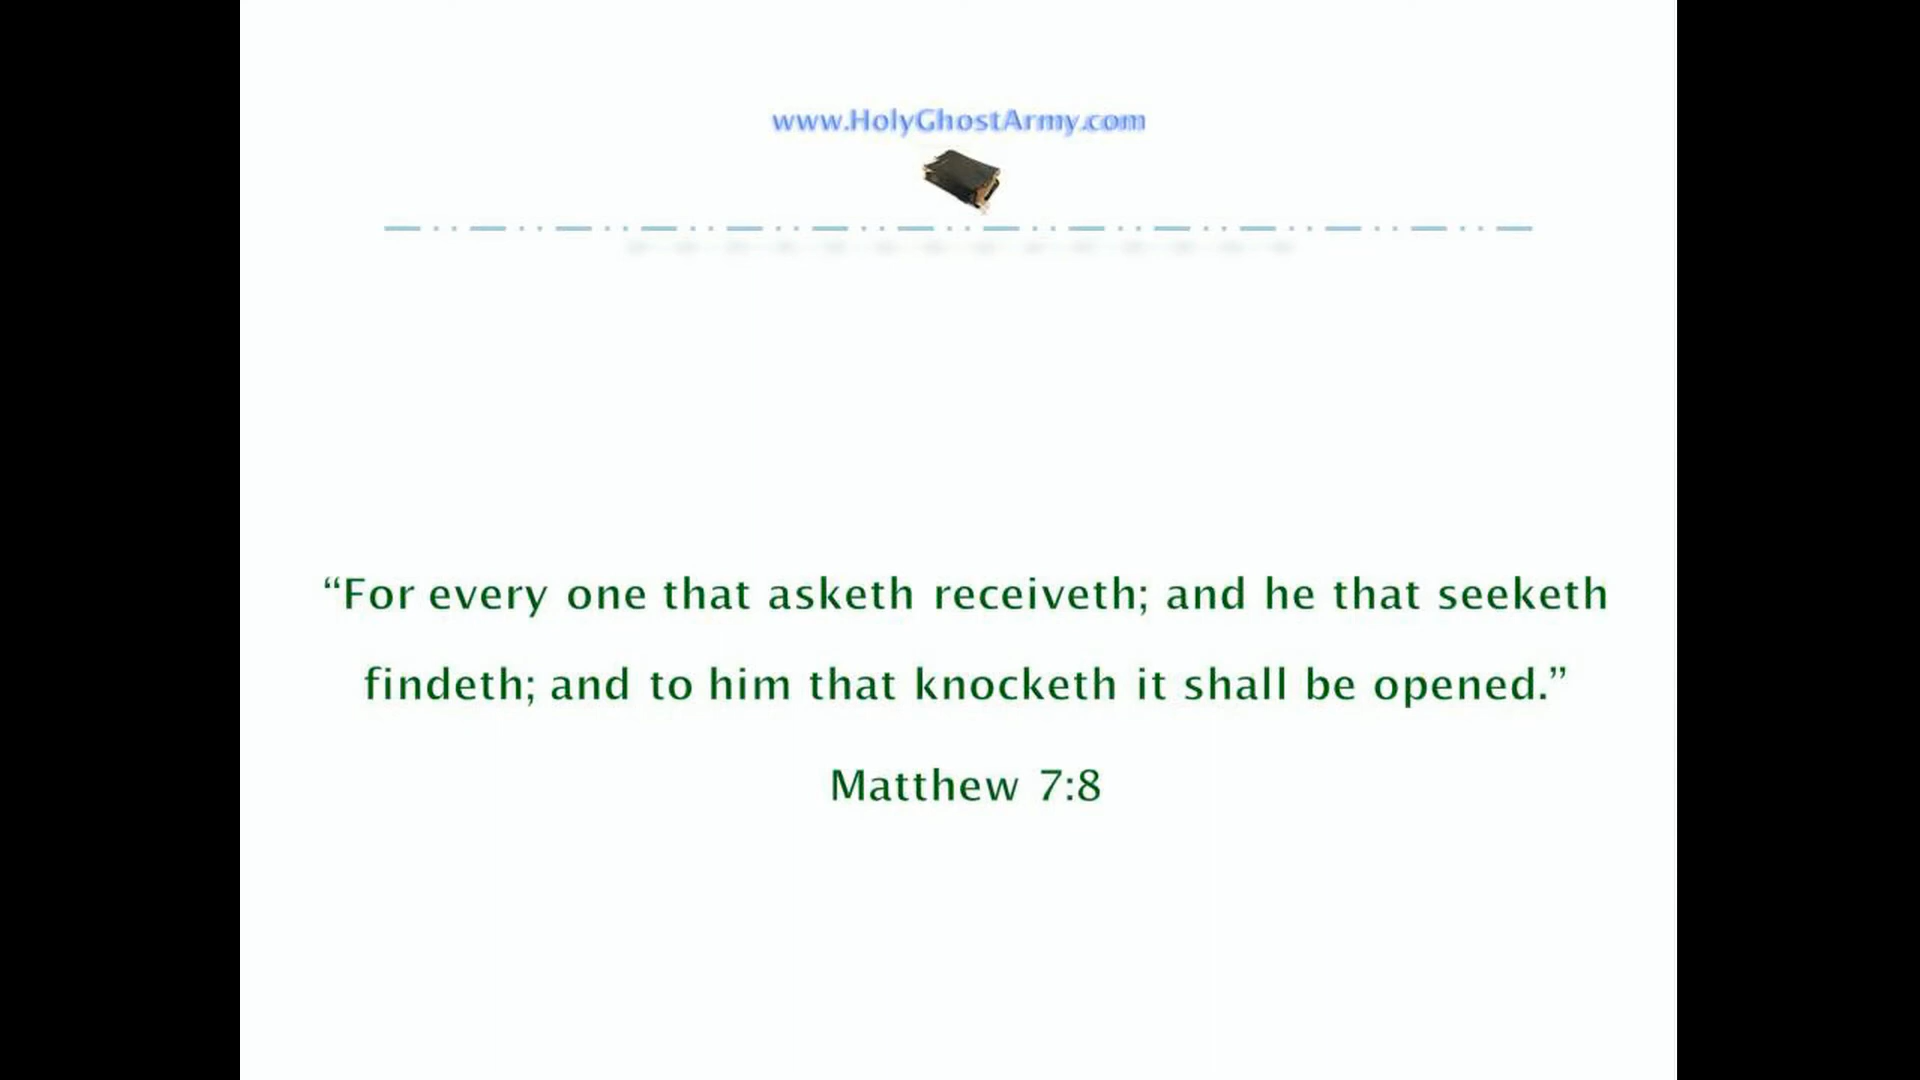 www.HolyGhostArmy.com
“For every one that asketh receiveth; and he that seeketh
findeth; and to him that knocketh it shall be opened.”
Matthew 7:8